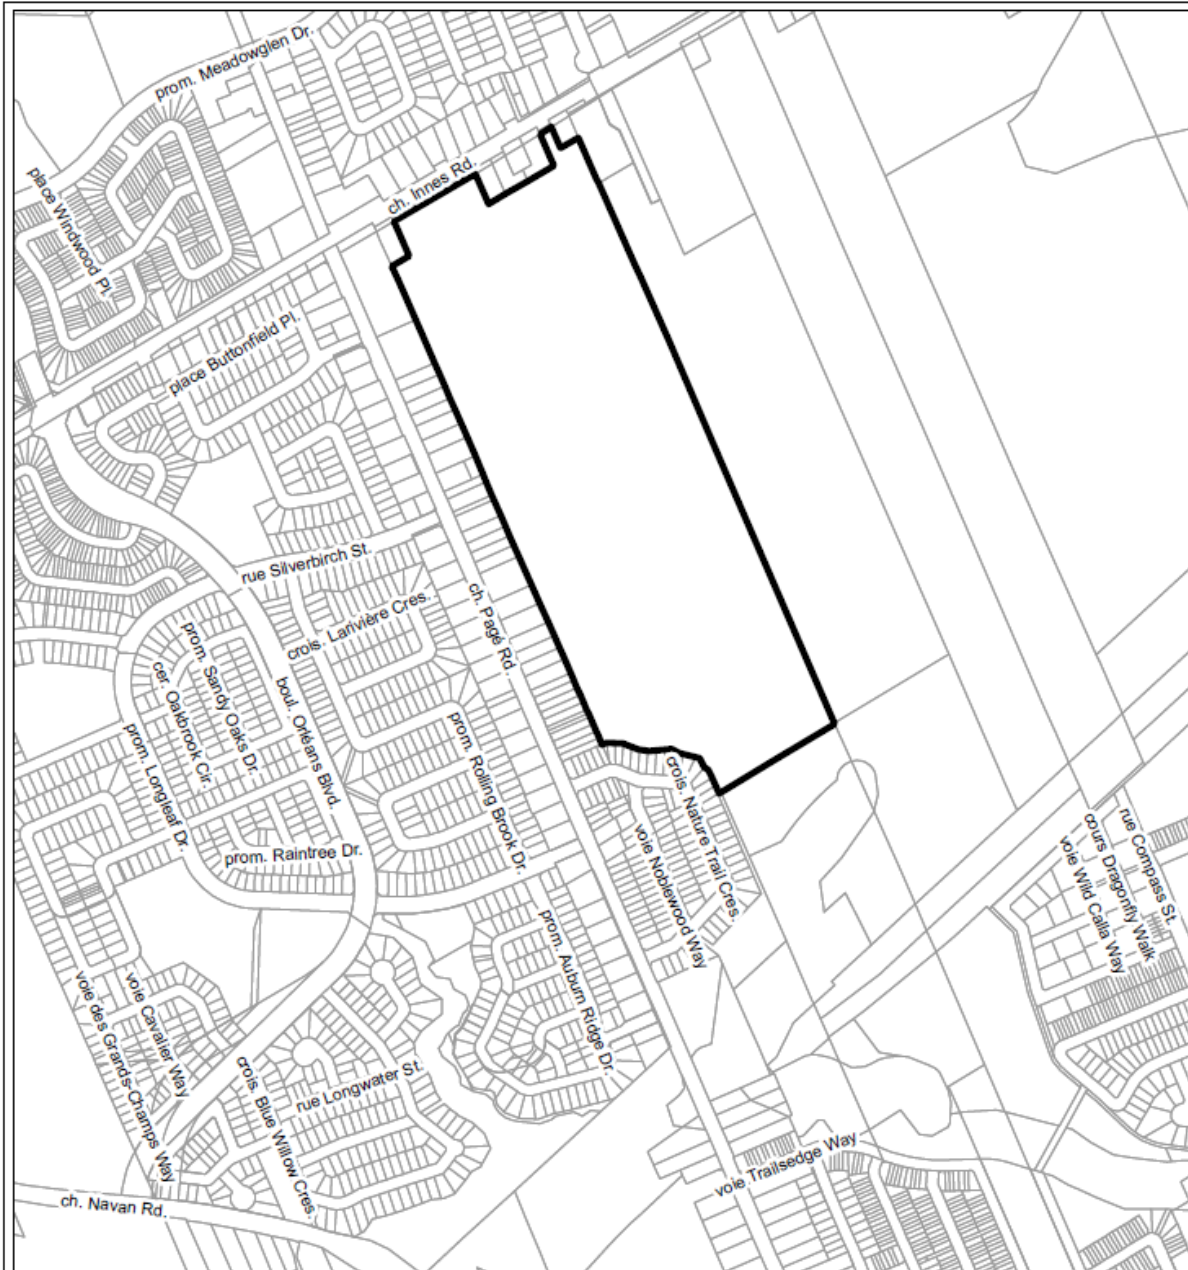 prom. Meadowglen Dr.
place Windwood Pl.
ch. Innes Rd.
place Buttonfield Pl.
rue Silverbirch St.
crois. Larivière Cres.
ch. Pagé Rd.
prom. Sandy Oaks Dr.
cer. Oakbrook Cir.
prom. Longleaf Dr.
boul. Orléans Blvd.
prom. Rolling Brook Dr.
prom. Raintree Dr.
crois. Nature Trail Cres.
voie Noblewood Way
rue Compass St.
cours Dragonfly Walk
voie Wild Calla Way
prom. Auburn Ridge Dr.
voie Cavalier Way
voie des Grands-Champs Way
crois. Blue Willow Cres.
rue Longwater St.
voie Trailsedge Way
ch. Navan Rd.